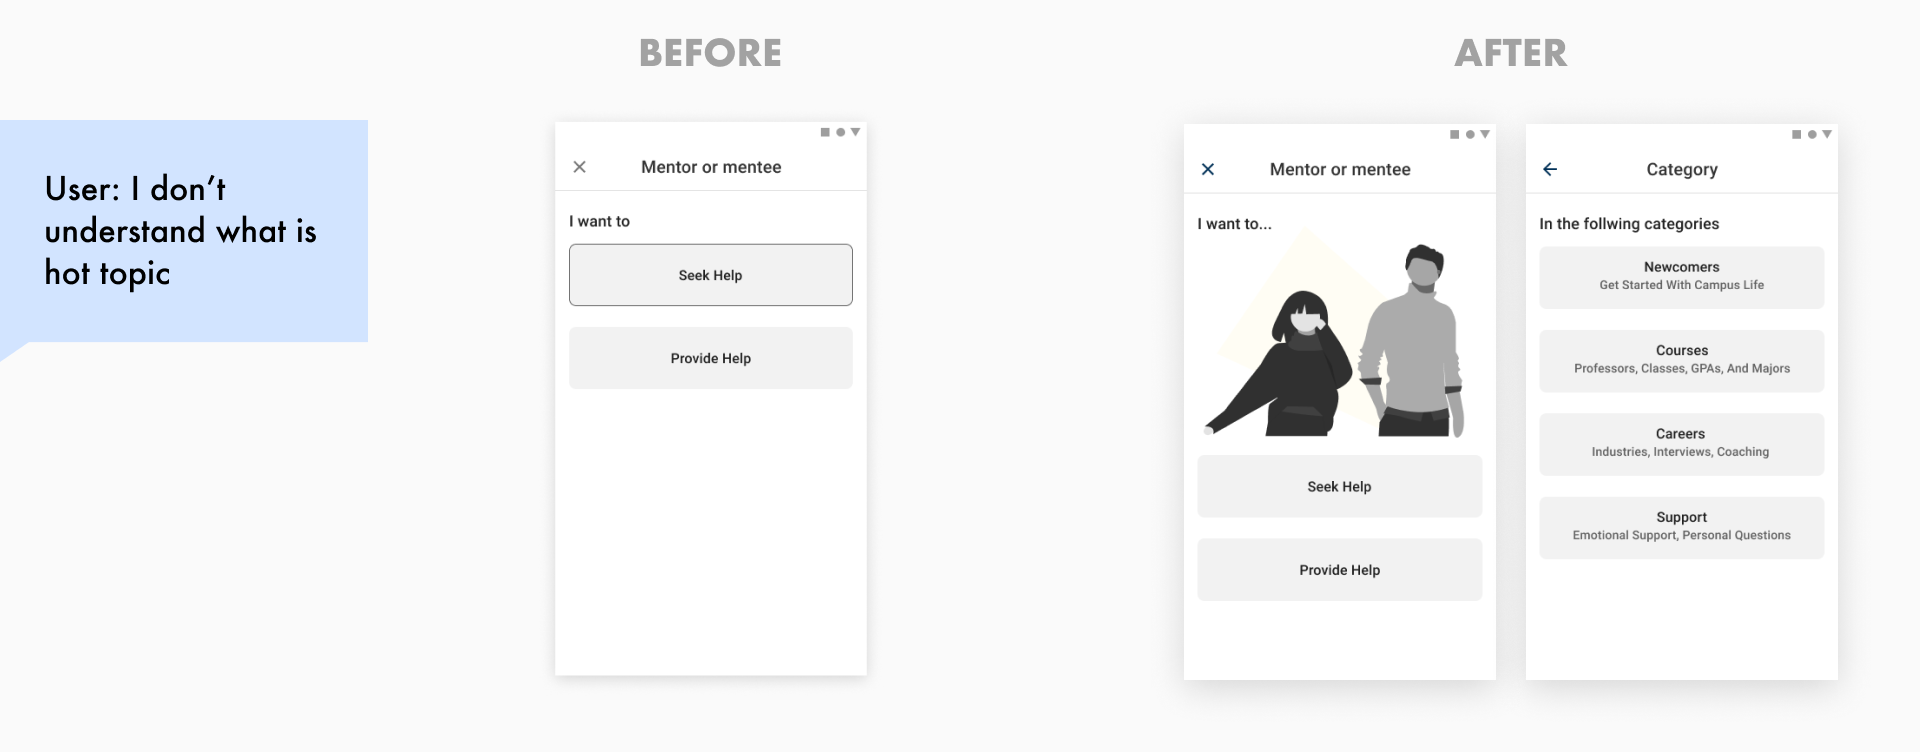 BEFORE
AFTER
User: I don't
understand what is
hot topic
Mentor or mentee
I want to
Seek Help
Provide Help
Mentor or mentee
I want to...
Seek Help
Provide Help
Category
In the follwing categories
Newcomers
Get Started With Campus Life
Courses
Professors, Classes, GPAs, And Majors
Careers
Industries, Interviews, Coaching
Support
Emotional Support, Personal Questions